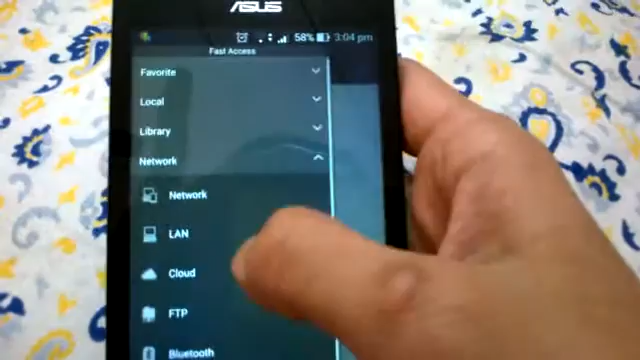 ASUS
58% 3:04 pm
Fast Access
Favorite
Local
Library
Network
Network
LAN
Cloud
FTP
Bluetooth